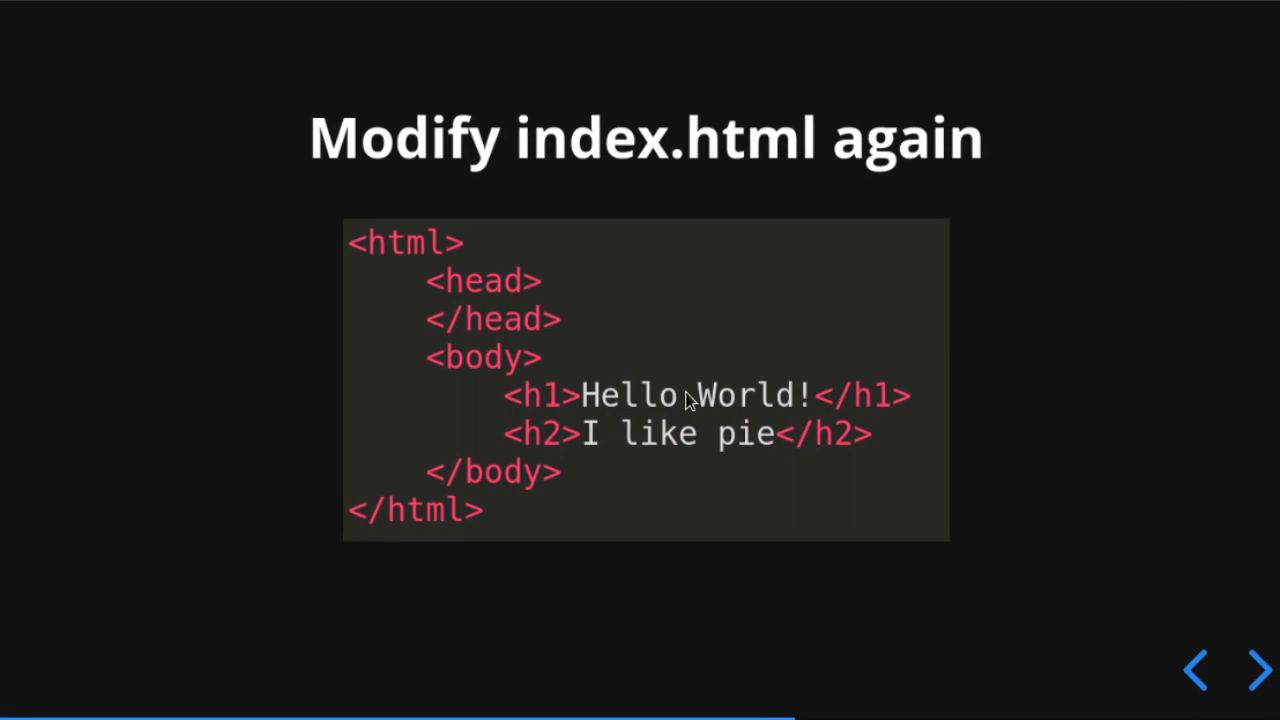 Modify index.html again
<html>
    <head>
    </head>
    <body>
        <h1>Hello World!</h1>
        <h2>I like pie</h2>
    </body>
</html>